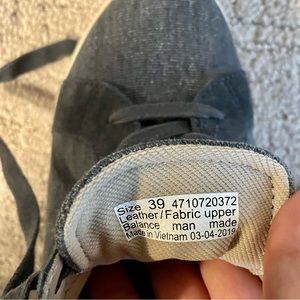 Size 39 4710720372
Leather/Fabric upper
Balance man made
Made in Vietnam 03-04-2019